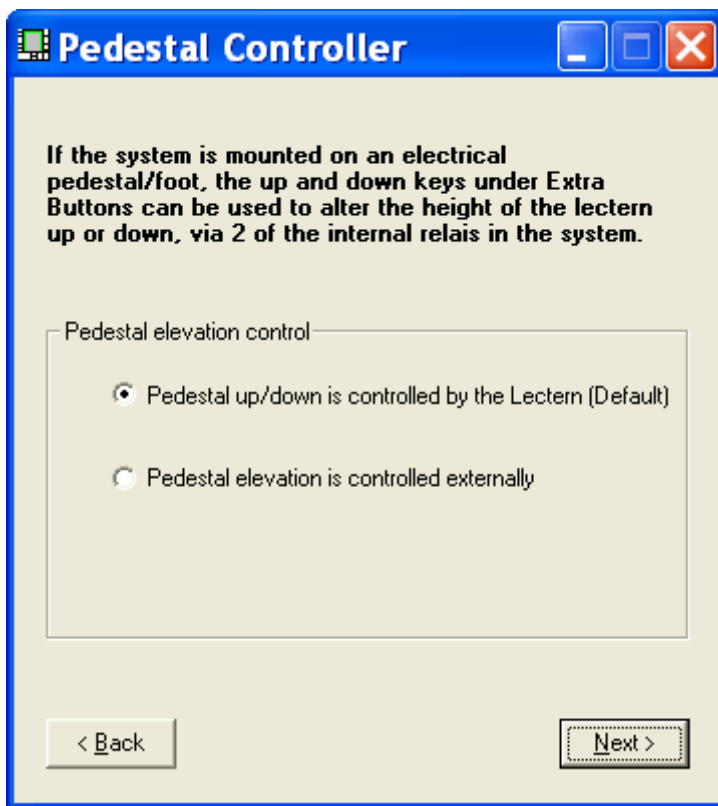 Pedestal Controller
If the system is mounted on an electrical
pedestal/foot, the up and down keys under Extra
Buttons can be used to alter the height of the lectern
up or down, via 2 of the internal relais in the system.
Pedestal elevation control
Pedestal up/down is controlled by the Lectern (Default)
Pedestal elevation is controlled externally
< Back
Next >